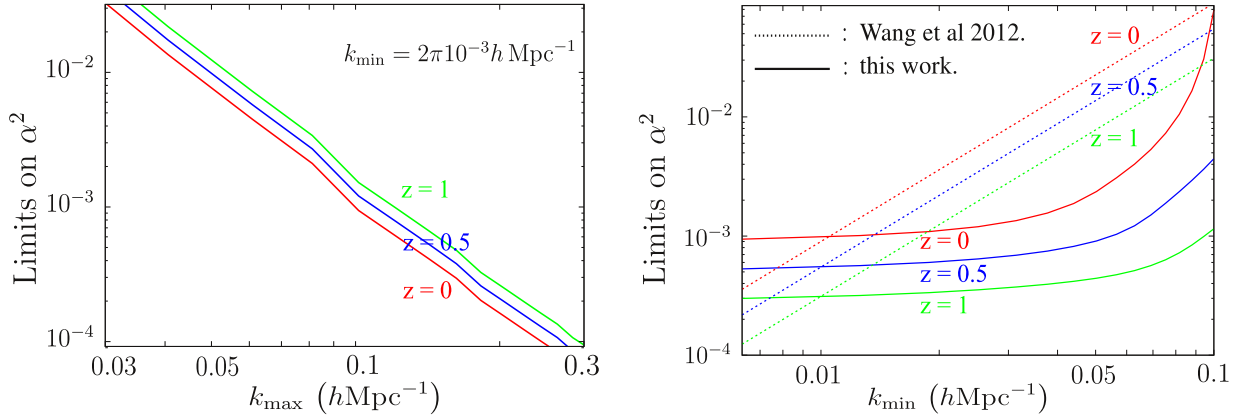 Limits on α²
10⁻²
10⁻³
10⁻⁴
k_min = 2π10⁻³h Mpc⁻¹
z = 1
z = 0.5
z = 0
0.03 0.05 0.1 0.3
k_max (hMpc⁻¹)
Limits on α²
10⁻²
10⁻³
10⁻⁴
: Wang et al 2012.
: this work.
z = 0
z = 0.5
z = 1
z = 0
z = 0.5
z = 1
0.01 0.05 0.1
k_min (hMpc⁻¹)